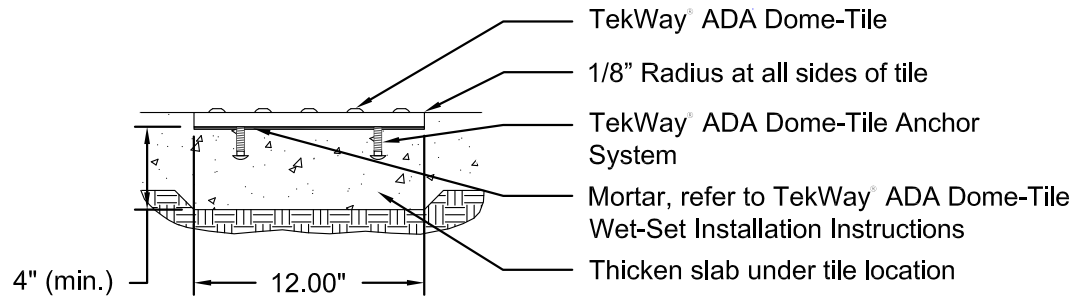 TekWay® ADA Dome-Tile
1/8” Radius at all sides of tile
TekWay® ADA Dome-Tile Anchor
System
Mortar, refer to TekWay® ADA Dome-Tile
Wet-Set Installation Instructions
Thicken slab under tile location
4" (min.)
12.00"